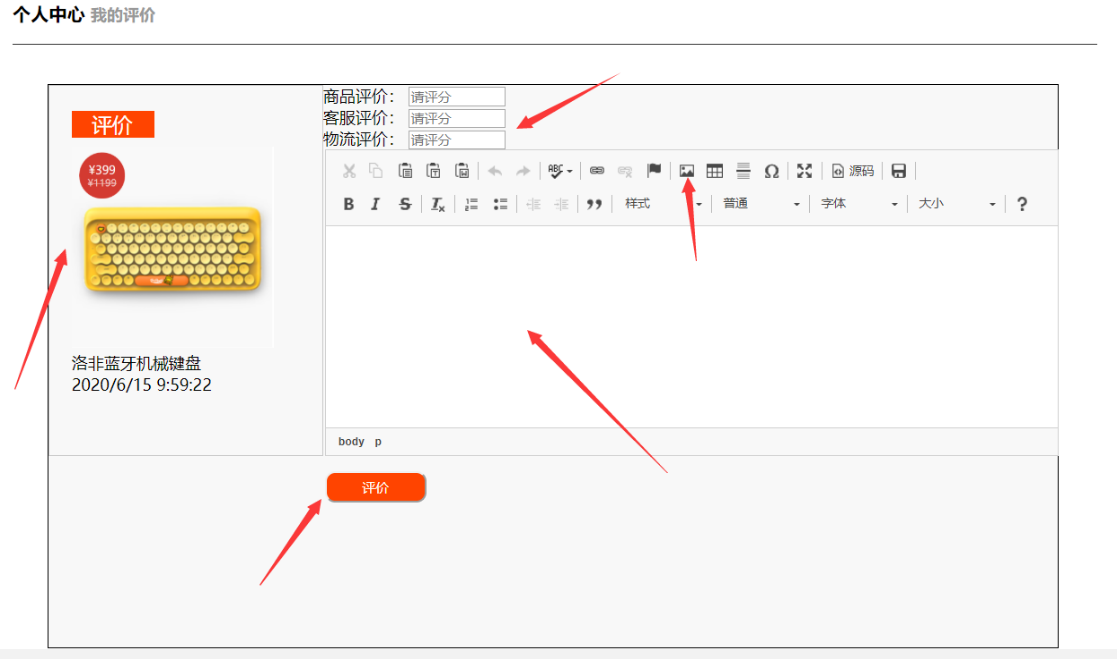 个人中心 我的评价
评价
¥399
¥1199
洛非蓝牙机械键盘
2020/6/15 9:59:22
商品评价： 请评分
客服评价： 请评分
物流评价： 请评分
ABC
Ω 源码
B I S Ix 样式 普通 字体 大小 ?
body p
评价